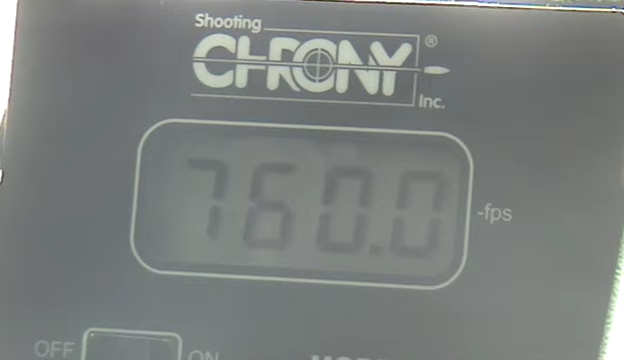 Shooting
CHRONY®
Inc.
760.0
-fps
OFF ON